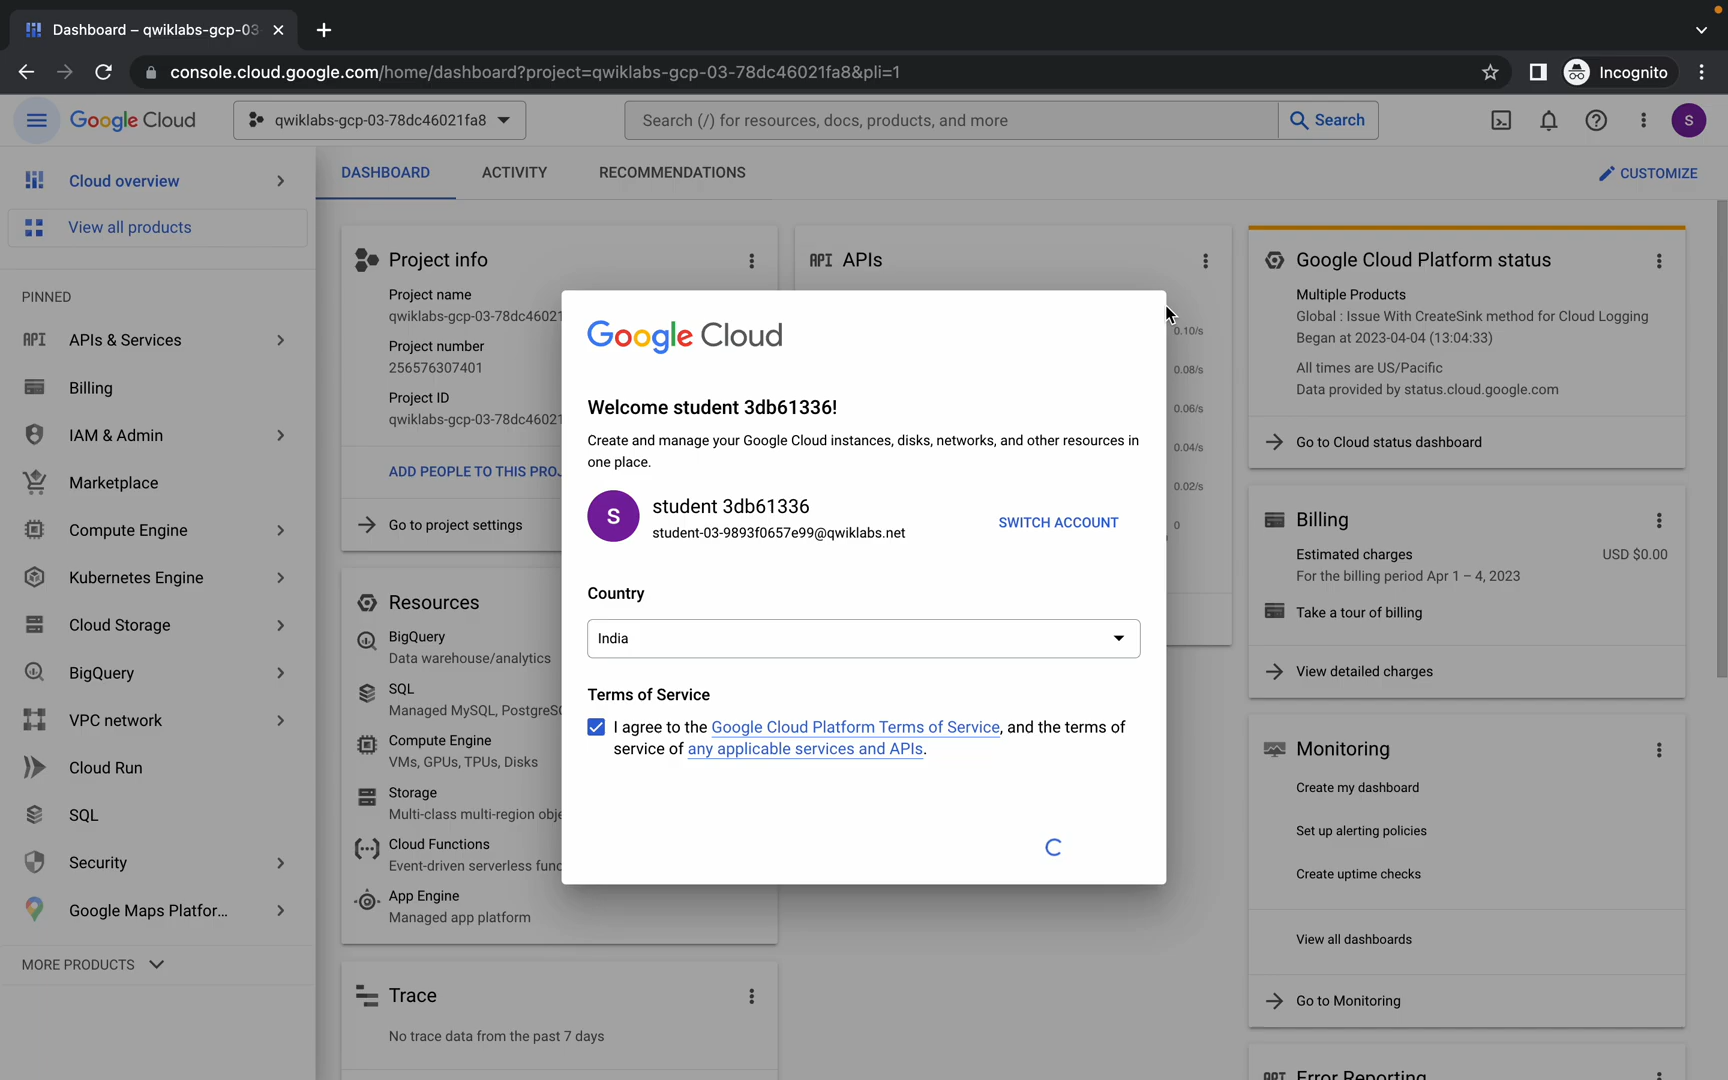 Dashboard – qwiklabs-gcp-03
console.cloud.google.com/home/dashboard?project=qwiklabs-gcp-03-78dc46021fa8&pli=1
Incognito
Google Cloud
qwiklabs-gcp-03-78dc46021fa8
Search (/) for resources, docs, products, and more
Search
S
Cloud overview
View all products
PINNED
API APIs & Services
Billing
IAM & Admin
Marketplace
Compute Engine
Kubernetes Engine
Cloud Storage
BigQuery
VPC network
Cloud Run
SQL
Security
Google Maps Platfor...
MORE PRODUCTS
DASHBOARD
ACTIVITY
RECOMMENDATIONS
CUSTOMIZE
Project info
Project name
qwiklabs-gcp-03-78dc46021
Project number
256576307401
Project ID
qwiklabs-gcp-03-78dc46021
ADD PEOPLE TO THIS PROJ
Go to project settings
Resources
BigQuery
Data warehouse/analytics
SQL
Managed MySQL, PostgreS
Compute Engine
VMs, GPUs, TPUs, Disks
Storage
Multi-class multi-region obje
Cloud Functions
Event-driven serverless func
App Engine
Managed app platform
Trace
No trace data from the past 7 days
API APIs
0.10/s
0.08/s
0.06/s
0.04/s
0.02/s
0
Google Cloud
Welcome student 3db61336!
Create and manage your Google Cloud instances, disks, networks, and other resources in
one place.
S
student 3db61336
student-03-9893f0657e99@qwiklabs.net
SWITCH ACCOUNT
Country
India
Terms of Service
I agree to the Google Cloud Platform Terms of Service, and the terms of
service of any applicable services and APIs.
Google Cloud Platform status
Multiple Products
Global : Issue With CreateSink method for Cloud Logging
Began at 2023-04-04 (13:04:33)
All times are US/Pacific
Data provided by status.cloud.google.com
Go to Cloud status dashboard
Billing
Estimated charges
USD $0.00
For the billing period Apr 1 – 4, 2023
Take a tour of billing
View detailed charges
Monitoring
Create my dashboard
Set up alerting policies
Create uptime checks
View all dashboards
Go to Monitoring
Error Reporting